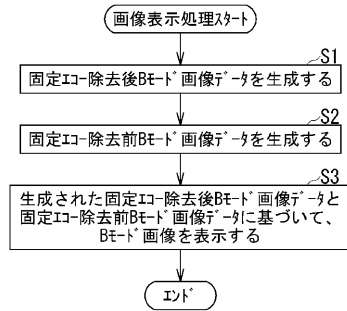 画像表示処理スタート
S1
固定ｴｺｰ除去後Bﾓｰﾄﾞ画像ﾃﾞｰﾀを生成する
S2
固定ｴｺｰ除去前Bﾓｰﾄﾞ画像ﾃﾞｰﾀを生成する
S3
生成された固定ｴｺｰ除去後Bﾓｰﾄﾞ画像ﾃﾞｰﾀと
固定ｴｺｰ除去前Bﾓｰﾄﾞ画像ﾃﾞｰﾀに基づいて、
Bﾓｰﾄﾞ画像を表示する
ｴﾝﾄﾞ